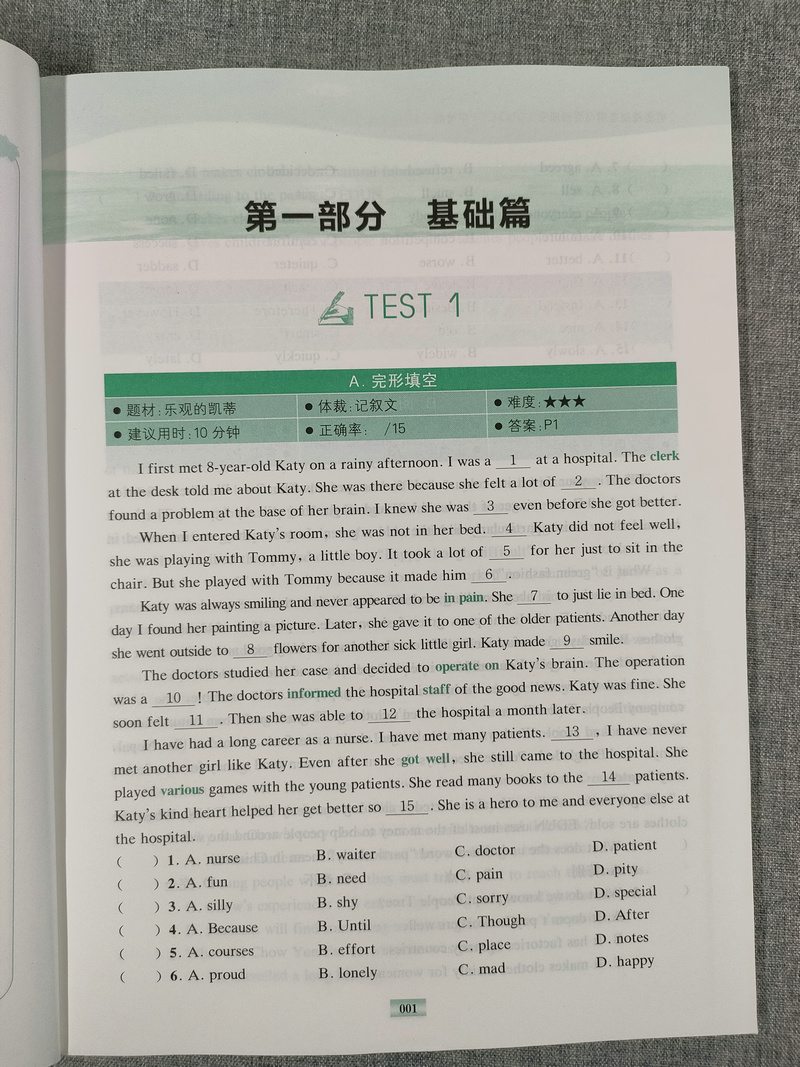 第一部分 基础篇
TEST 1
A. 完形填空
● 题材:乐观的凯蒂 ● 体裁:记叙文 ● 难度:★★★
● 建议用时:10 分钟 ● 正确率: /15 ● 答案:P1
I first met 8-year-old Katy on a rainy afternoon. I was a 1 at a hospital. The clerk
at the desk told me about Katy. She was there because she felt a lot of 2 . The doctors
found a problem at the base of her brain. I knew she was 3 even before she got better.
When I entered Katy's room, she was not in her bed. 4 Katy did not feel well,
she was playing with Tommy, a little boy. It took a lot of 5 for her just to sit in the
chair. But she played with Tommy because it made him 6 .
Katy was always smiling and never appeared to be in pain. She 7 to just lie in bed. One
day I found her painting a picture. Later, she gave it to one of the older patients. Another day
she went outside to 8 flowers for another sick little girl. Katy made 9 smile.
The doctors studied her case and decided to operate on Katy's brain. The operation
was a 10 ! The doctors informed the hospital staff of the good news. Katy was fine. She
soon felt 11 . Then she was able to 12 the hospital a month later.
I have had a long career as a nurse. I have met many patients. 13 , I have never
met another girl like Katy. Even after she got well, she still came to the hospital. She
played various games with the young patients. She read many books to the 14 patients.
Katy's kind heart helped her get better so 15 . She is a hero to me and everyone else at
the hospital.
( ) 1. A. nurse B. waiter C. doctor D. patient
( ) 2. A. fun B. need C. pain D. pity
( ) 3. A. silly B. shy C. sorry D. special
( ) 4. A. Because B. Until C. Though D. After
( ) 5. A. courses B. effort C. place D. notes
( ) 6. A. proud B. lonely C. mad D. happy
001